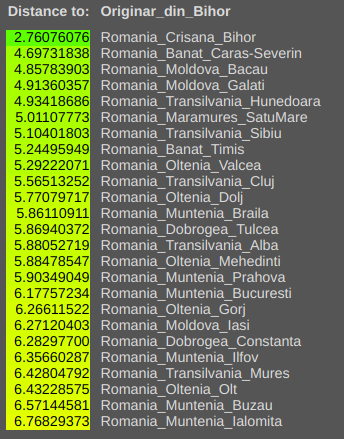 Distance to: Originar_din_Bihor
2.76076076 Romania_Crisana_Bihor
4.69731838 Romania_Banat_Caras-Severin
4.85783903 Romania_Moldova_Bacau
4.91360357 Romania_Moldova_Galati
4.93418686 Romania_Transilvania_Hunedoara
5.01107773 Romania_Maramures_SatuMare
5.10401803 Romania_Transilvania_Sibiu
5.24495949 Romania_Banat_Timis
5.29222071 Romania_Oltenia_Valcea
5.56513252 Romania_Transilvania_Cluj
5.77079717 Romania_Oltenia_Dolj
5.86110911 Romania_Muntenia_Braila
5.86940372 Romania_Dobrogea_Tulcea
5.88052719 Romania_Transilvania_Alba
5.88478547 Romania_Oltenia_Mehedinti
5.90349049 Romania_Muntenia_Prahova
6.17757234 Romania_Muntenia_Bucuresti
6.26611522 Romania_Oltenia_Gorj
6.27120403 Romania_Moldova_Iasi
6.28297700 Romania_Dobrogea_Constanta
6.35660287 Romania_Muntenia_Ilfov
6.42804792 Romania_Transilvania_Mures
6.43228575 Romania_Oltenia_Olt
6.57144581 Romania_Muntenia_Buzau
6.76829373 Romania_Muntenia_Ialomita